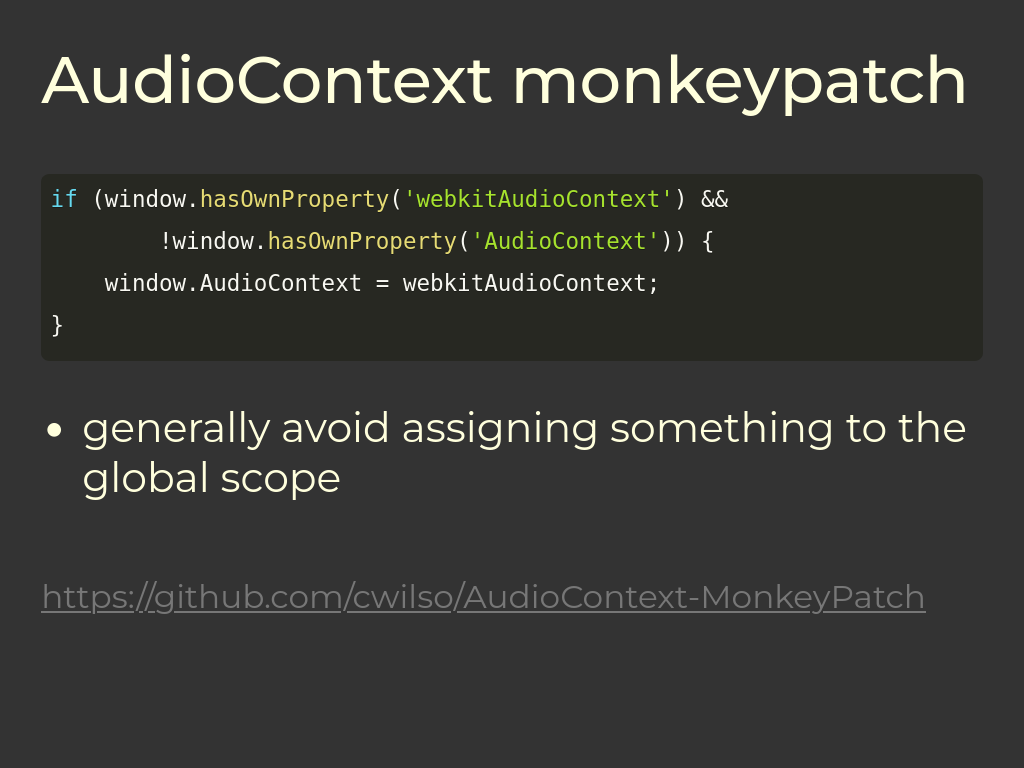 AudioContext monkeypatch
if (window.hasOwnProperty('webkitAudioContext') &&
        !window.hasOwnProperty('AudioContext')) {
    window.AudioContext = webkitAudioContext;
}
• generally avoid assigning something to the
global scope
https://github.com/cwilso/AudioContext-MonkeyPatch